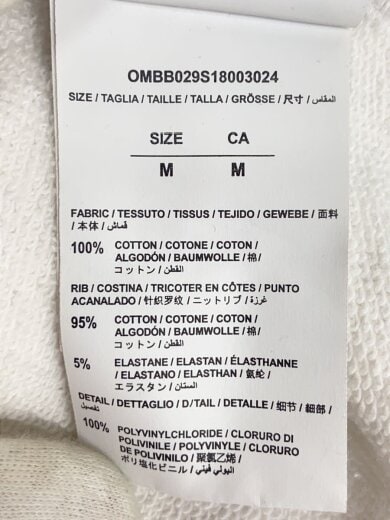 OMBB029S18003024
SIZE / TAGLIA / TAILLE / TALLA / GRÖSSE / 尺寸 / المقاس
SIZE CA
M M
FABRIC / TESSUTO / TISSUS / TEJIDO / GEWEBE / 面料
/ 本体 / قماش
100% COTTON / COTONE / COTON /
ALGODÓN / BAUMWOLLE / 棉/
コットン / القطن
RIB / COSTINA / TRICOTER EN CÔTES / PUNTO
ACANALADO / 针织罗纹 / ニットリブ / غرزة
95% COTTON / COTONE / COTON /
ALGODÓN / BAUMWOLLE / 棉/
コットン / القطن
5% ELASTANE / ELASTAN / ÉLASTHANNE
/ ELASTANO / ELASTHAN / 氨纶 /
エラスタン / الستان
DETAIL / DETTAGLIO / D/TAIL / DETALLE / 细节 / 細部 /
تفصيل
100% POLYVINYLCHLORIDE / CLORURO DI
POLIVINILE / POLYVINYLE / CLORURO
DE POLIVINILO / 聚氯乙烯 /
ポリ塩化ビニル / البولي فينيل